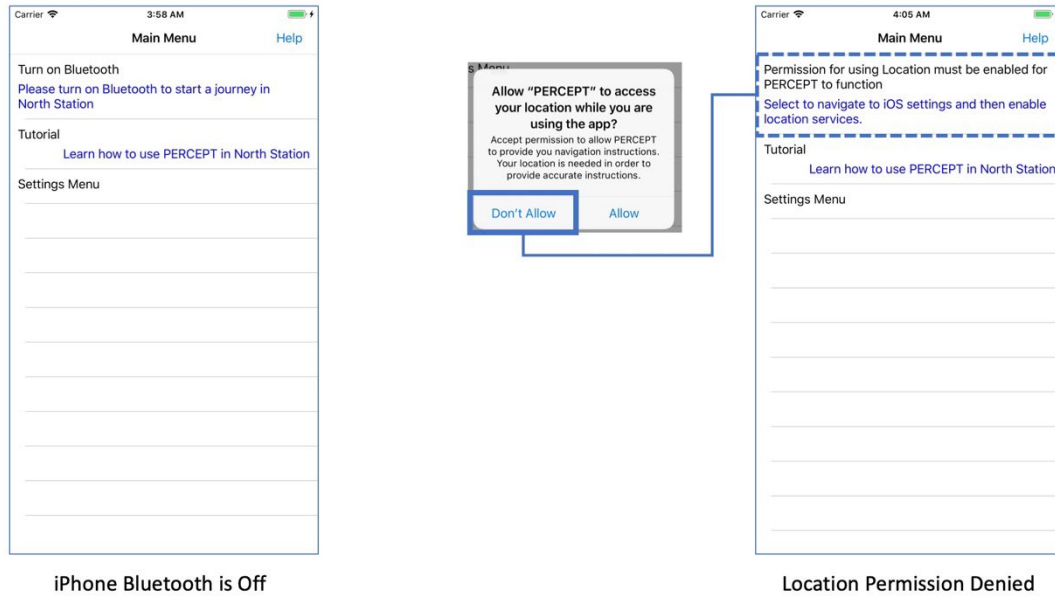 Carrier 3:58 AM
Main Menu Help
Turn on Bluetooth
Please turn on Bluetooth to start a journey in
North Station
Tutorial
Learn how to use PERCEPT in North Station
Settings Menu
iPhone Bluetooth is Off
s Menu
Allow “PERCEPT” to access
your location while you are
using the app?
Accept permission to allow PERCEPT
to provide you navigation instructions.
Your location is needed in order to
provide accurate instructions.
Don’t Allow Allow
Carrier 4:05 AM
Main Menu Help
Permission for using Location must be enabled for
PERCEPT to function
Select to navigate to iOS settings and then enable
location services.
Tutorial
Learn how to use PERCEPT in North Station
Settings Menu
Location Permission Denied